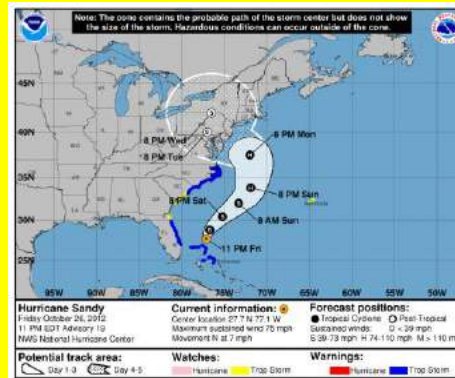 Note: The cone contains the probable path of the storm center but does not show
the size of the storm. Hazardous conditions can occur outside of the cone.
45N
40N
35N
30N
25N
8 PM Wed
8 PM Tue
8 PM Mon
8 PM Sun
8 PM Sat
8 AM Sun
11 PM Fri
95W 90W 85W 80W 75W 70W 65W 60W
Hurricane Sandy
Friday October 26, 2012
11 PM EDT Advisory 19
NWS National Hurricane Center
Current information:
Center location 27.7 N 77.1 W
Maximum sustained wind 75 mph
Movement N at 7 mph
Forecast positions:
Tropical Cyclone Post-Tropical
Sustained winds: D < 39 mph
S 39-73 mph H 74-110 mph M > 110 mph
Potential track area:
Day 1-3 Day 4-5
Watches:
Hurricane Trop Storm
Warnings:
Hurricane Trop Storm